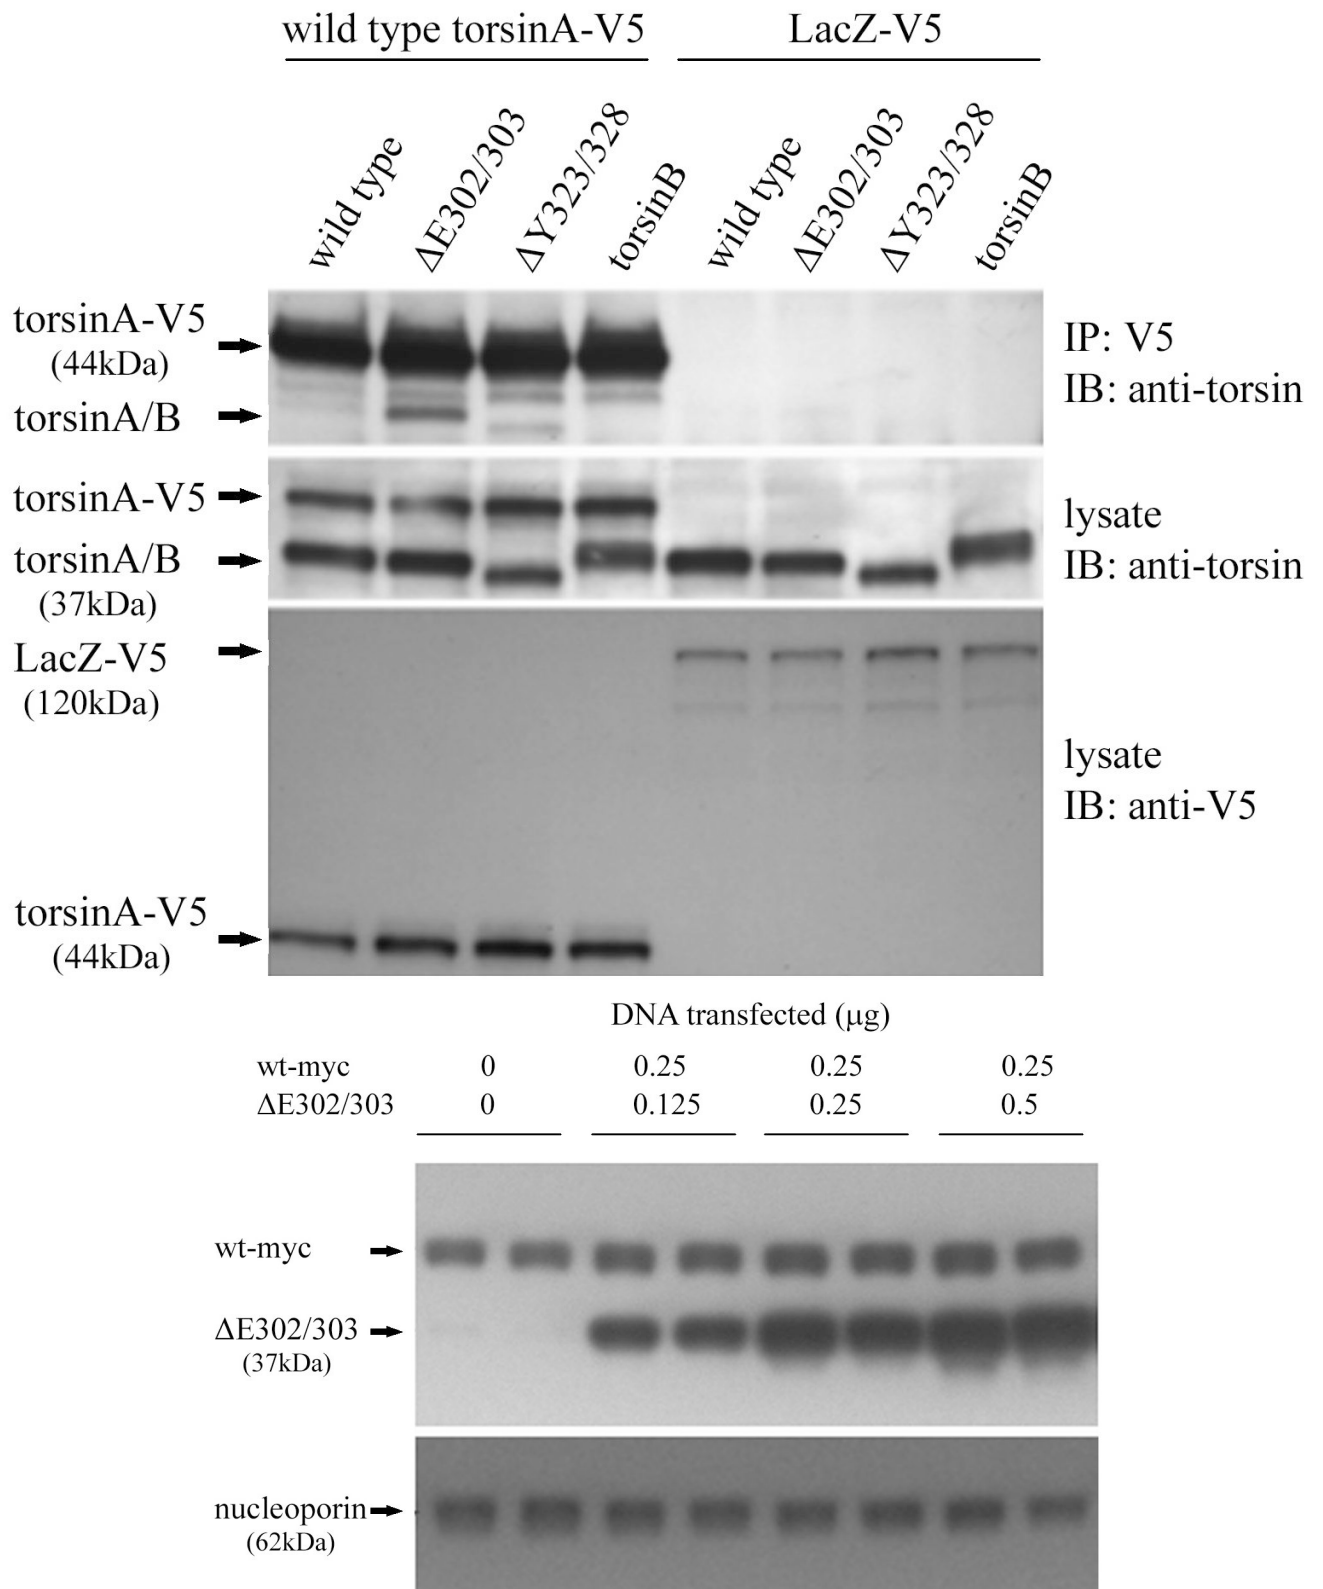 wild type torsinA-V5 LacZ-V5
wild type ΔE302/303 ΔY323/328 torsinB wild type ΔE302/303 ΔY323/328 torsinB
torsinA-V5
(44kDa)
torsinA/B
IP: V5
IB: anti-torsin
torsinA-V5
torsinA/B
(37kDa)
lysate
IB: anti-torsin
LacZ-V5
(120kDa)
lysate
IB: anti-V5
torsinA-V5
(44kDa)
DNA transfected (µg)
wt-myc 0 0.25 0.25 0.25
ΔE302/303 0 0.125 0.25 0.5
wt-myc
ΔE302/303
(37kDa)
nucleoporin
(62kDa)